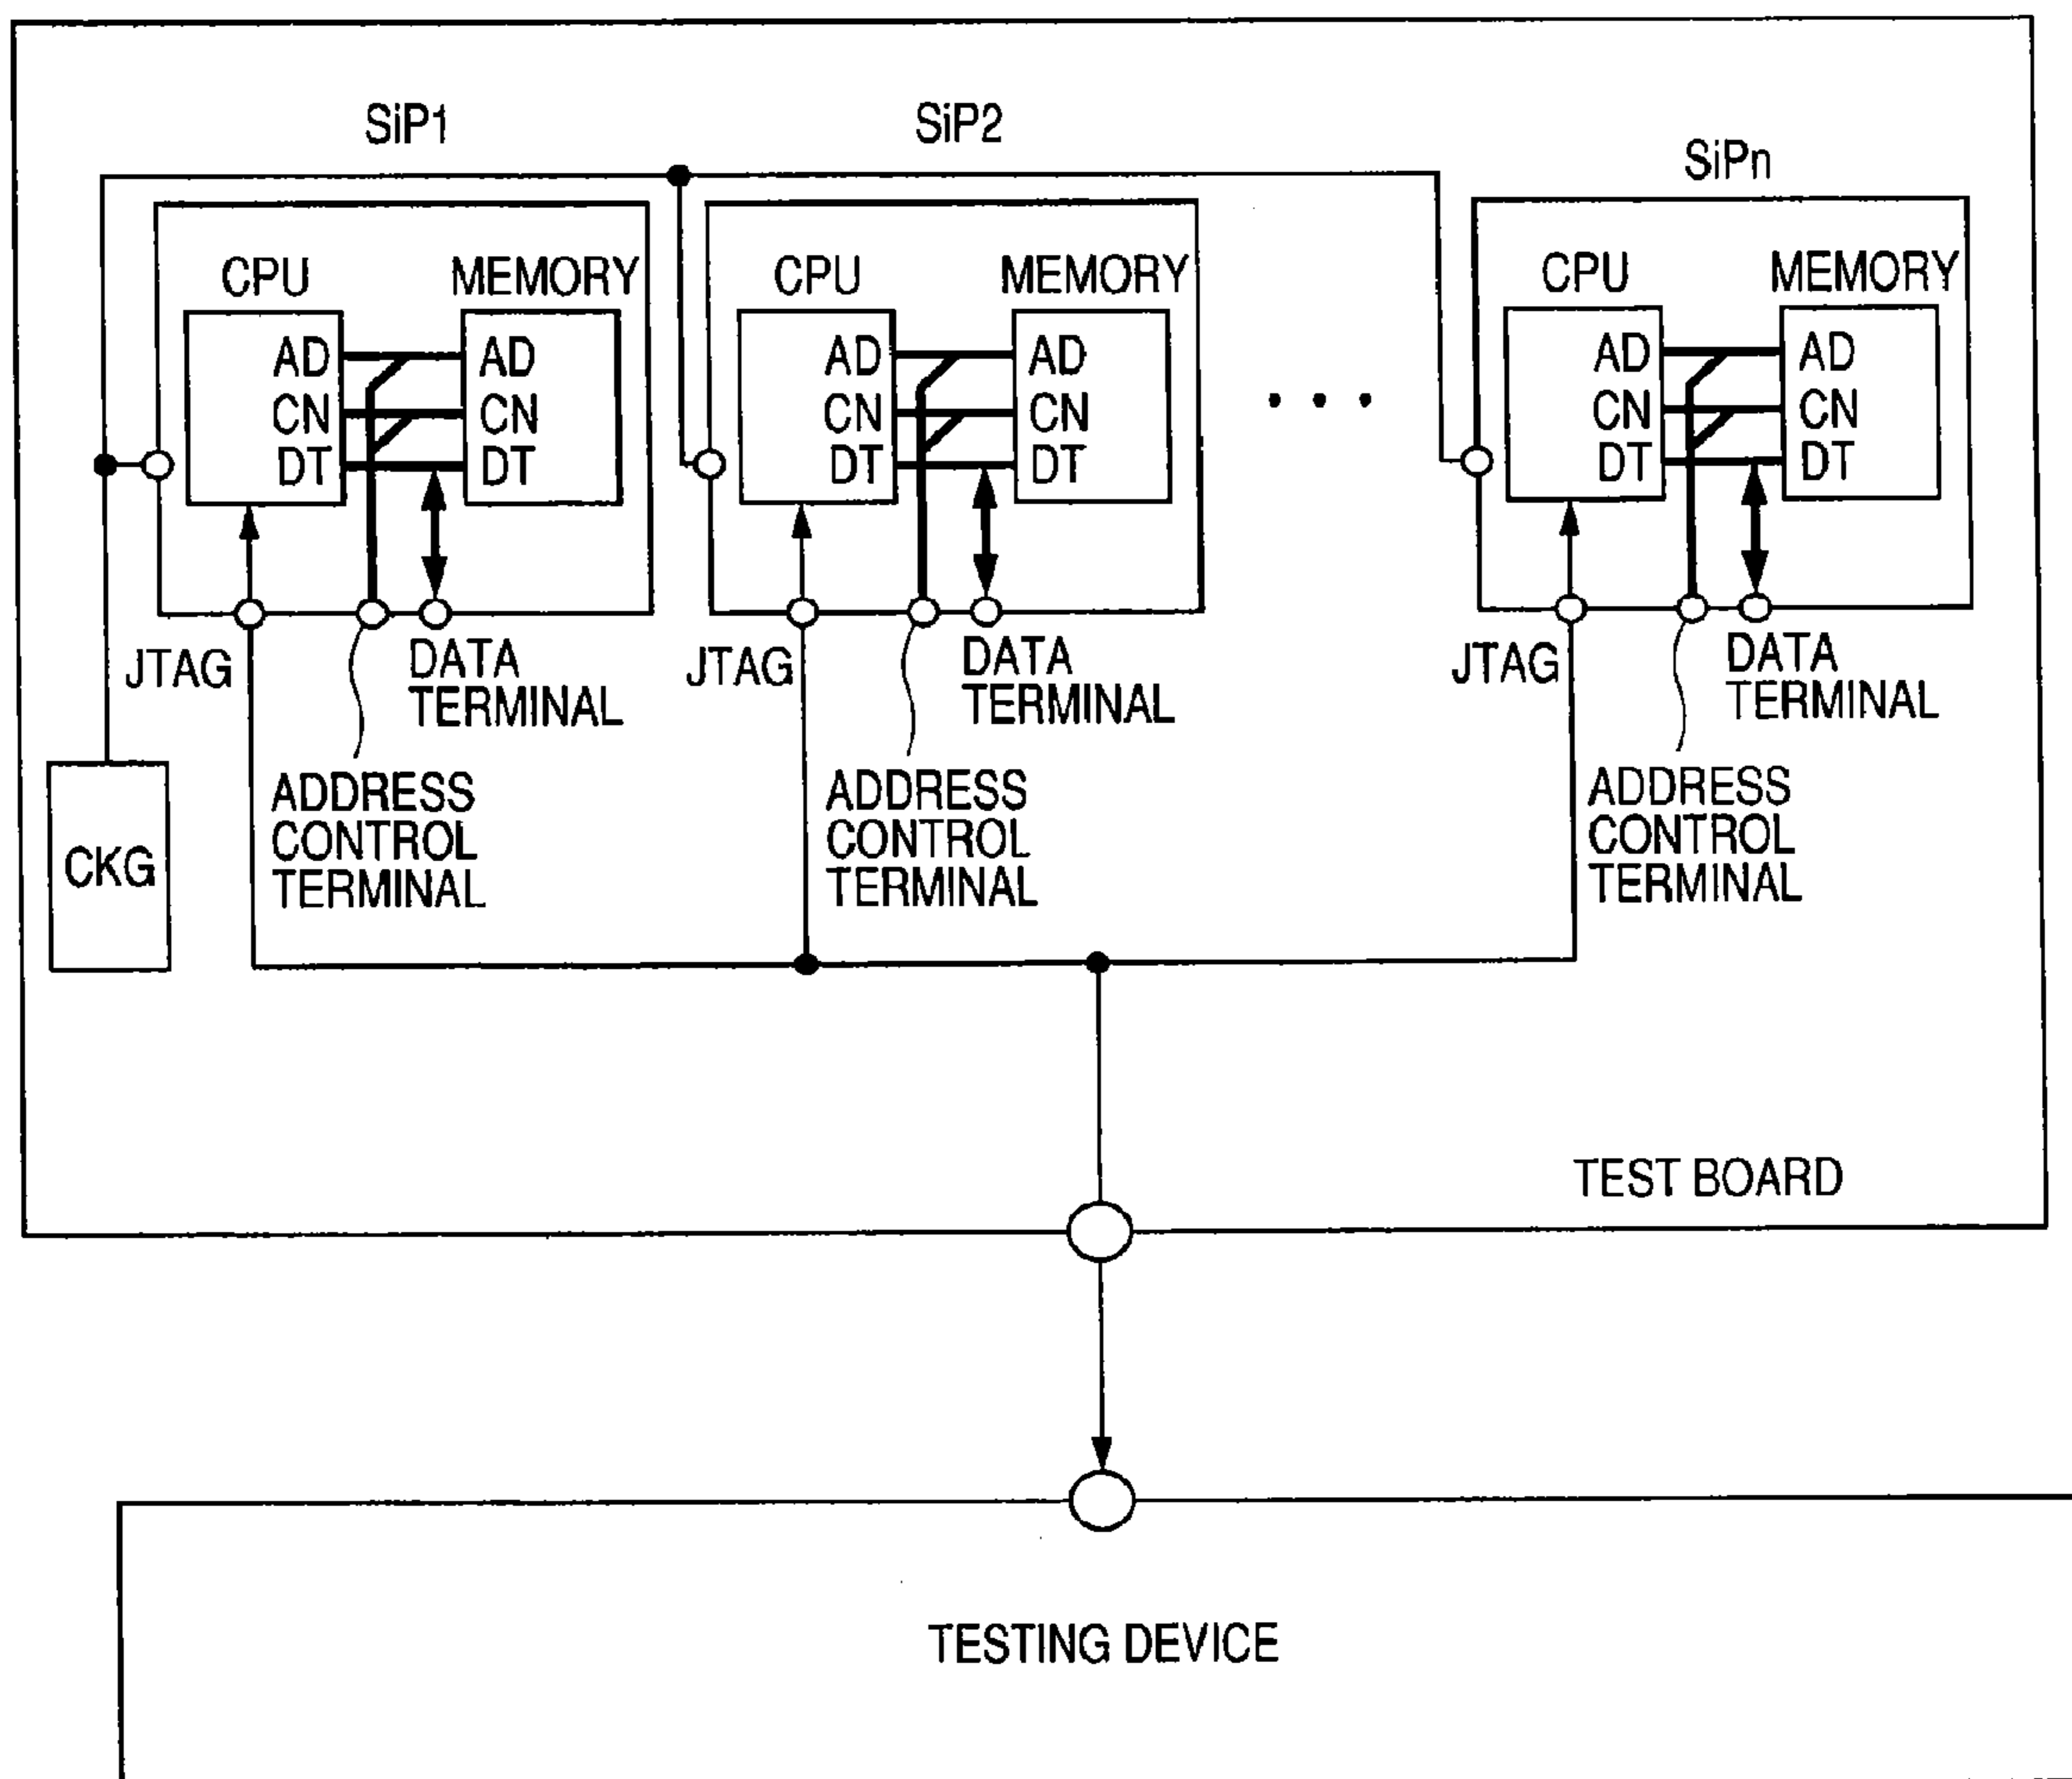 SiP1
SiP2
SiPn
CPU
MEMORY
AD
CN
DT
AD
CN
DT
CPU
MEMORY
AD
CN
DT
AD
CN
DT
. . .
CPU
MEMORY
AD
CN
DT
AD
CN
DT
JTAG
DATA
TERMINAL
ADDRESS
CONTROL
TERMINAL
JTAG
DATA
TERMINAL
ADDRESS
CONTROL
TERMINAL
JTAG
DATA
TERMINAL
ADDRESS
CONTROL
TERMINAL
CKG
TEST BOARD
TESTING DEVICE